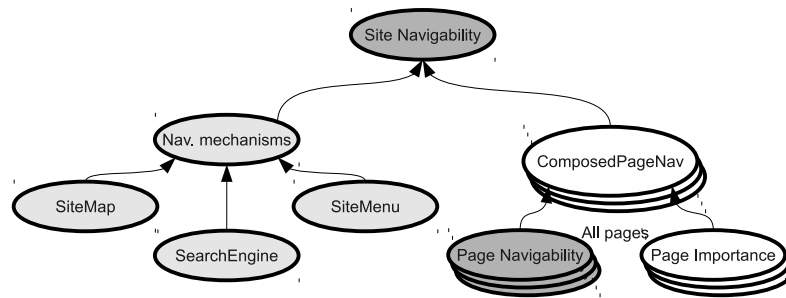 Site Navigability
Nav. mechanisms
ComposedPageNav
SiteMap
SiteMenu
All pages
SearchEngine
Page Navigability
Page Importance